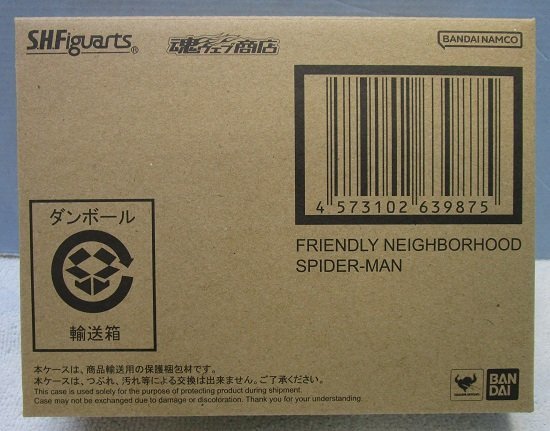 S.H.Figuarts®
魂ウェブ商店
BANDAI NAMCO
4 573102 639875
FRIENDLY NEIGHBORHOOD
SPIDER-MAN
ダンボール
輸送箱
本ケースは、商品輸送用の保護梱包材です。
本ケースは、つぶれ、汚れ等による交換は出来ません。ご了承ください。
This case is used solely for the purpose of protecting product during shipment.
Case may not be exchanged due to damage or discoloration. Thank you for your understanding.
BAN
DAI